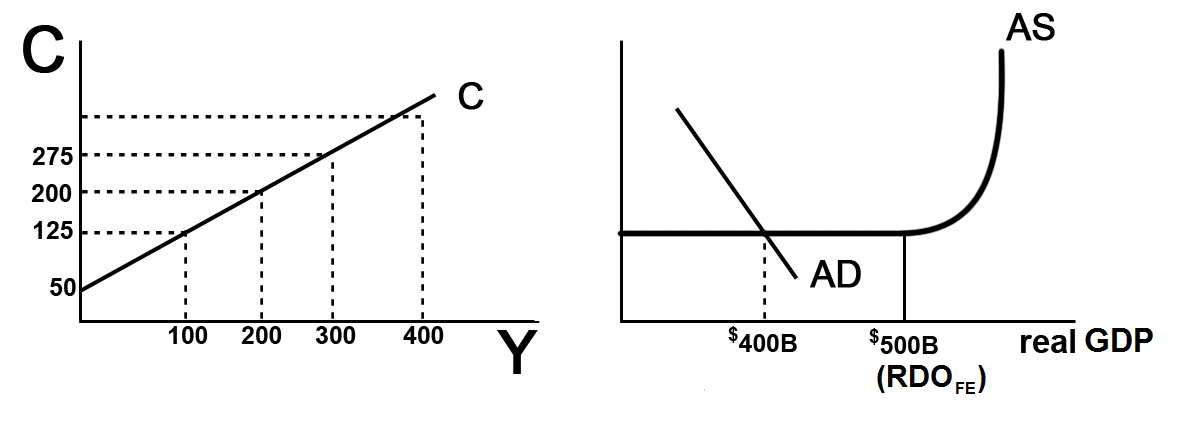 C
C
275
200
125
50
100 200 300 400
Y
AS
AD
$400B
$500B
(RDOFE)
real GDP